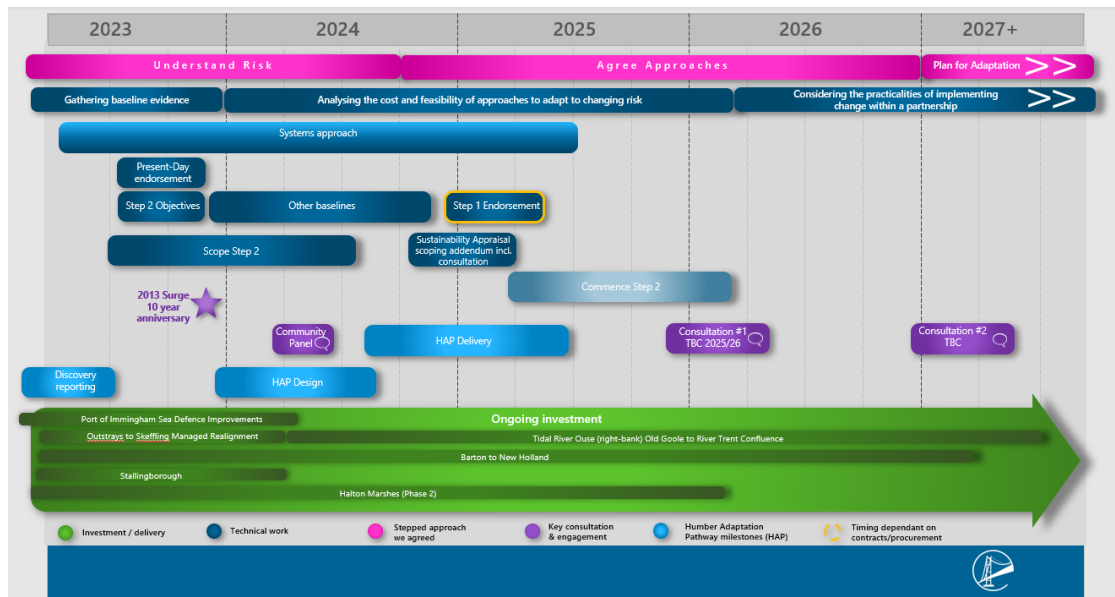 2023
2024
2025
2026
2027+
Understand Risk
Agree Approaches
Plan for Adaptation
Gathering baseline evidence
Analysing the cost and feasibility of approaches to adapt to changing risk
Considering the practicalities of implementing
change within a partnership
Systems approach
Present-Day
endorsement
Step 2 Objectives
Other baselines
Step 1 Endorsement
Scope Step 2
Sustainability Appraisal
scoping addendum incl.
consultation
Commence Step 2
2013 Surge
10 year
anniversary
Community
Panel
HAP Delivery
Consultation #1
TBC 2025/26
Consultation #2
TBC
Discovery
reporting
HAP Design
Ongoing investment
Port of Immingham Sea Defence Improvements
Outstrays to Skeffling Managed Realignment
Tidal River Ouse (right-bank) Old Goole to River Trent Confluence
Barton to New Holland
Stallingborough
Halton Marshes (Phase 2)
Investment / delivery
Technical work
Stepped approach
we agreed
Key consultation
& engagement
Humber Adaptation
Pathway milestones (HAP)
Timing dependant on
contracts/procurement